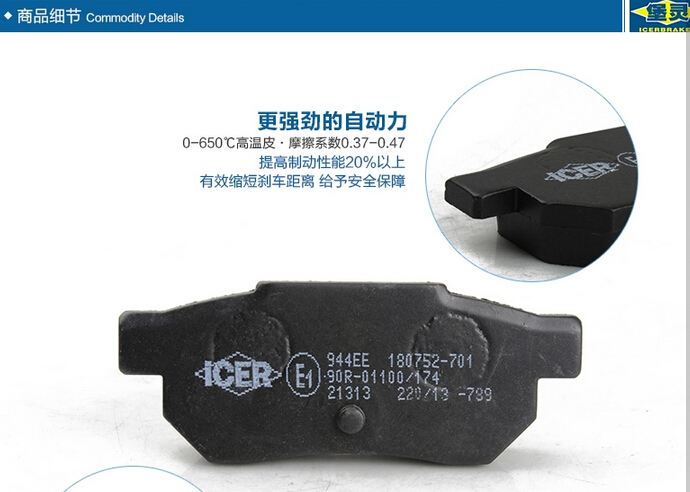 商品细节 Commodity Details
堡灵
ICERBRAKE
更强劲的自动力
0-650℃高温皮·摩擦系数0.37-0.47
提高制动性能20%以上
有效缩短刹车距离 给予安全保障
ICER
ICER
E1
944EE 180752-701
90R-01100/174
21313 220/13 -789